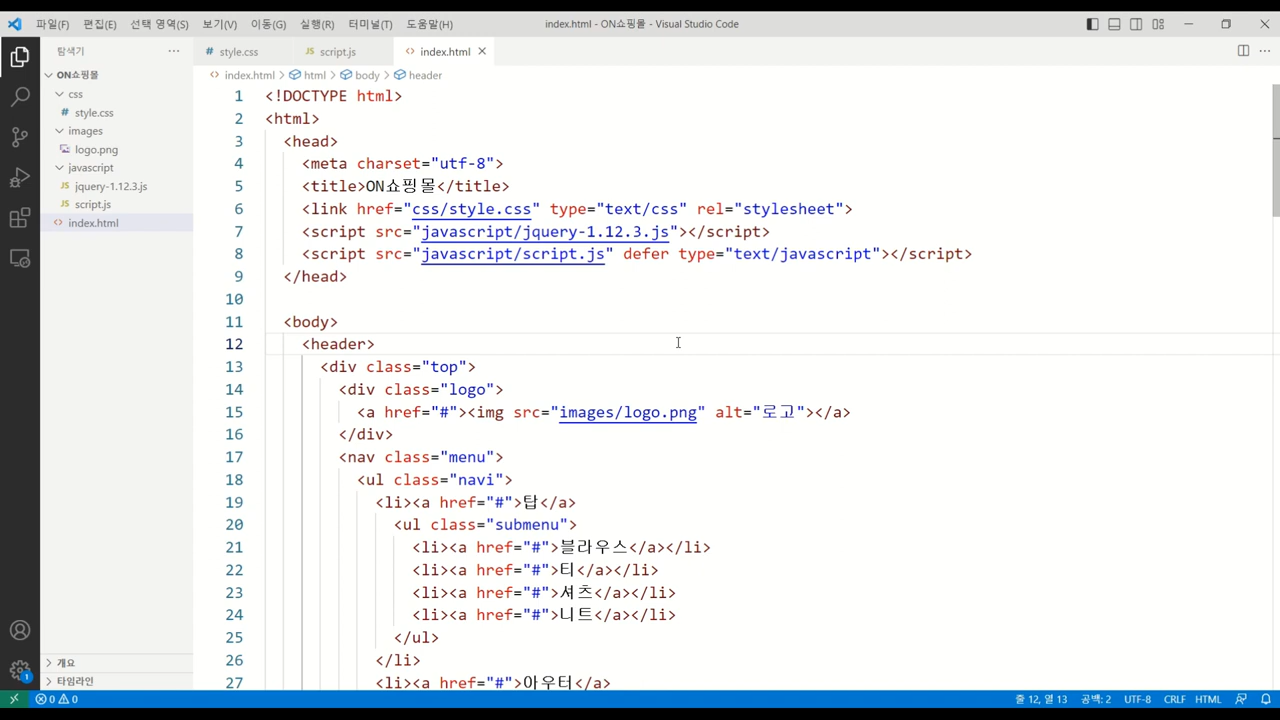 파일(F) 편집(E) 선택 영역(S) 보기(V) 이동(G) 실행(R) 터미널(T) 도움말(H) index.html - ON쇼핑몰 - Visual Studio Code
탐색기 ···
# style.css JS script.js <> index.html
ON쇼핑몰
css
# style.css
images
logo.png
javascript
JS jquery-1.12.3.js
JS script.js
<> index.html
개요
타임라인
<> index.html > html > body > header
1 <!DOCTYPE html>
2 <html>
3 <head>
4 <meta charset="utf-8">
5 <title>ON쇼핑몰</title>
6 <link href="css/style.css" type="text/css" rel="stylesheet">
7 <script src="javascript/jquery-1.12.3.js"></script>
8 <script src="javascript/script.js" defer type="text/javascript"></script>
9 </head>
10
11 <body>
12 <header>
13 <div class="top">
14 <div class="logo">
15 <a href="#"><img src="images/logo.png" alt="로고"></a>
16 </div>
17 <nav class="menu">
18 <ul class="navi">
19 <li><a href="#">탑</a>
20 <ul class="submenu">
21 <li><a href="#">블라우스</a></li>
22 <li><a href="#">티</a></li>
23 <li><a href="#">셔츠</a></li>
24 <li><a href="#">니트</a></li>
25 </ul>
26 </li>
27 <li><a href="#">아우터</a>
1
0 0 줄 12, 열 13 공백: 2 UTF-8 CRLF HTML